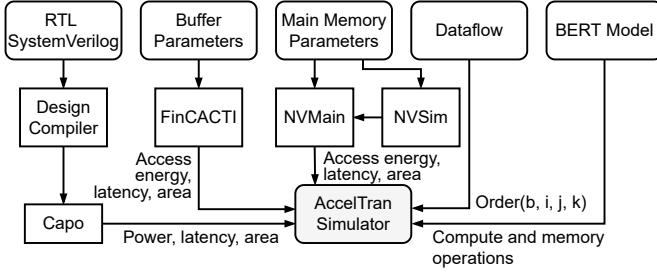 RTL
SystemVerilog
Buffer
Parameters
Main Memory
Parameters
Dataflow
BERT Model
Design
Compiler
FinCACTI
NVMain
NVSim
Access
energy,
latency, area
Access energy,
latency, area
Capo
AccelTran
Simulator
Order(b, i, j, k)
Power, latency, area
Compute and memory
operations